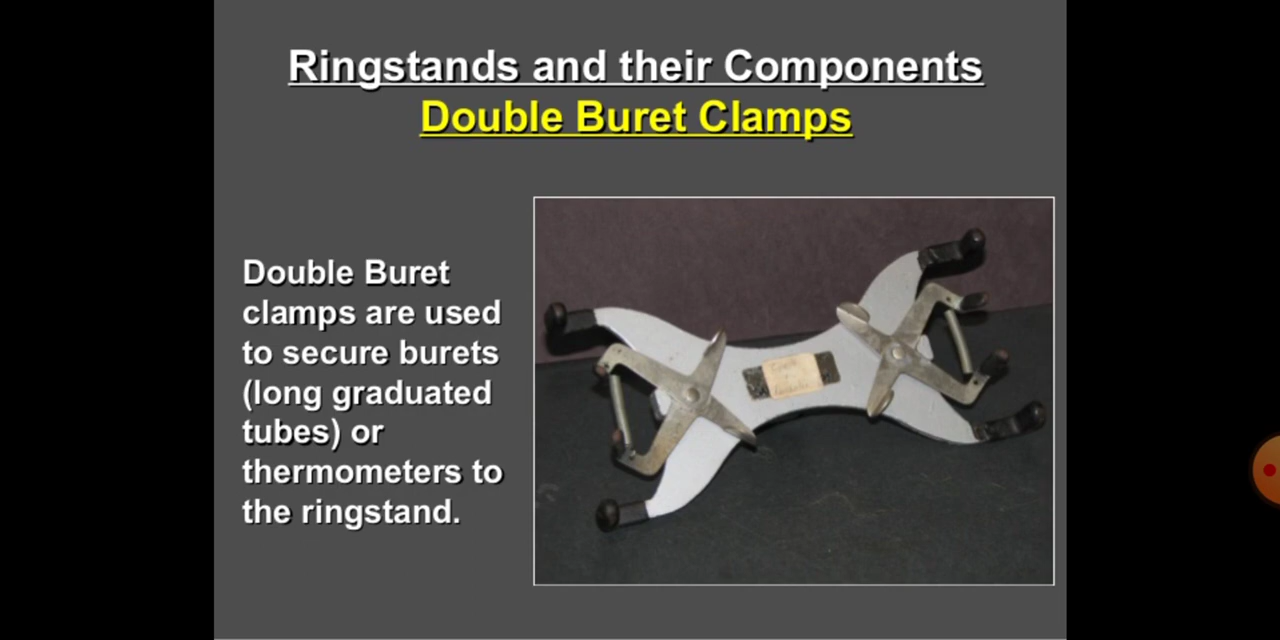 Ringstands and their Components
Double Buret Clamps
Double Buret
clamps are used
to secure burets
(long graduated
tubes) or
thermometers to
the ringstand.